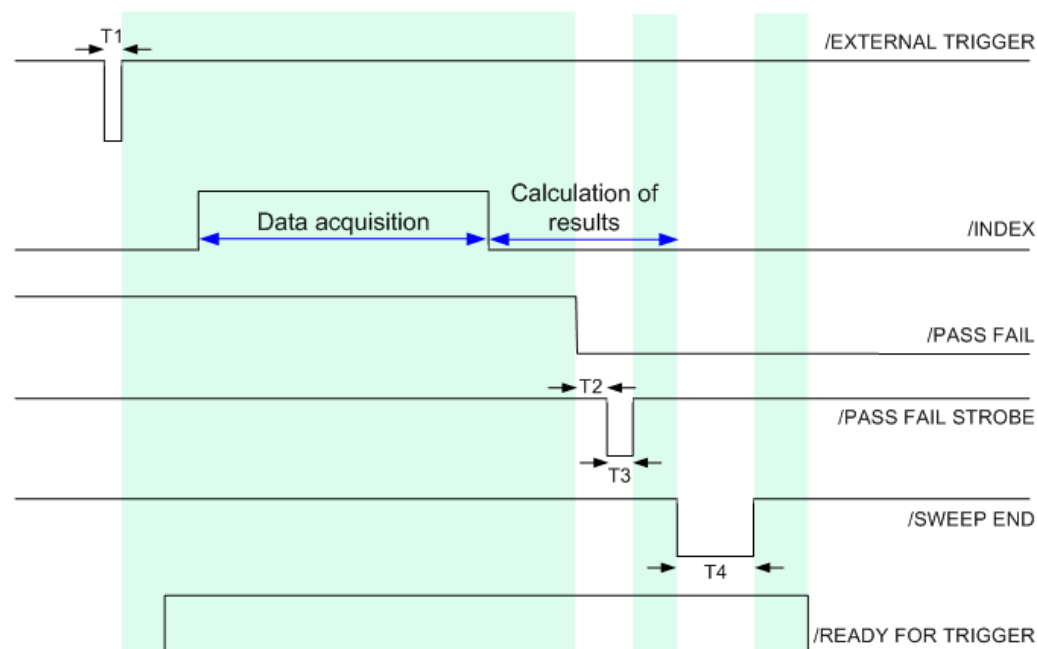 T1
/EXTERNAL TRIGGER
Data acquisition
Calculation of
results
/INDEX
/PASS FAIL
T2
/PASS FAIL STROBE
T3
/SWEEP END
T4
/READY FOR TRIGGER